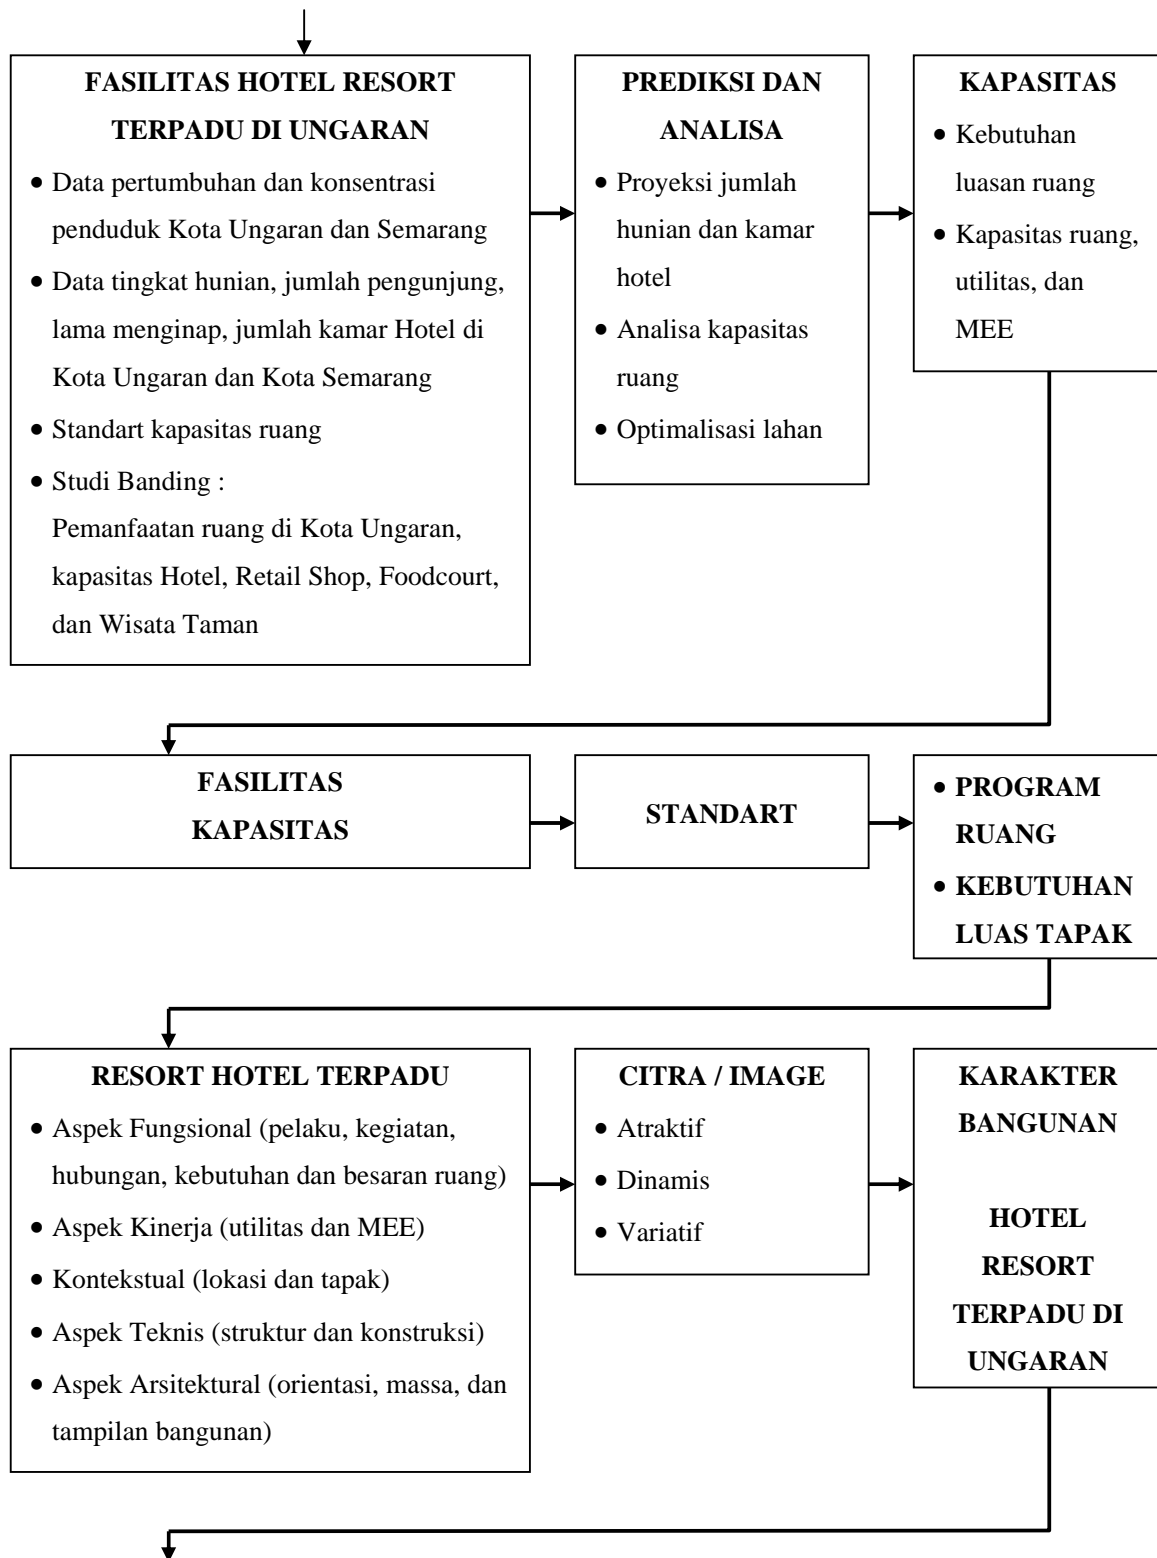 FASILITAS HOTEL RESORT
TERPADU DI UNGARAN
• Data pertumbuhan dan konsentrasi
penduduk Kota Ungaran dan Semarang
• Data tingkat hunian, jumlah pengunjung,
lama menginap, jumlah kamar Hotel di
Kota Ungaran dan Kota Semarang
• Standart kapasitas ruang
• Studi Banding :
Pemanfaatan ruang di Kota Ungaran,
kapasitas Hotel, Retail Shop, Foodcourt,
dan Wisata Taman
PREDIKSI DAN
ANALISA
• Proyeksi jumlah
hunian dan kamar
hotel
• Analisa kapasitas
ruang
• Optimalisasi lahan
KAPASITAS
• Kebutuhan
luasan ruang
• Kapasitas ruang,
utilitas, dan
MEE
FASILITAS
KAPASITAS
STANDART
• PROGRAM
RUANG
• KEBUTUHAN
LUAS TAPAK
RESORT HOTEL TERPADU
• Aspek Fungsional (pelaku, kegiatan,
hubungan, kebutuhan dan besaran ruang)
• Aspek Kinerja (utilitas dan MEE)
• Kontekstual (lokasi dan tapak)
• Aspek Teknis (struktur dan konstruksi)
• Aspek Arsitektural (orientasi, massa, dan
tampilan bangunan)
CITRA / IMAGE
• Atraktif
• Dinamis
• Variatif
KARAKTER
BANGUNAN
HOTEL
RESORT
TERPADU DI
UNGARAN